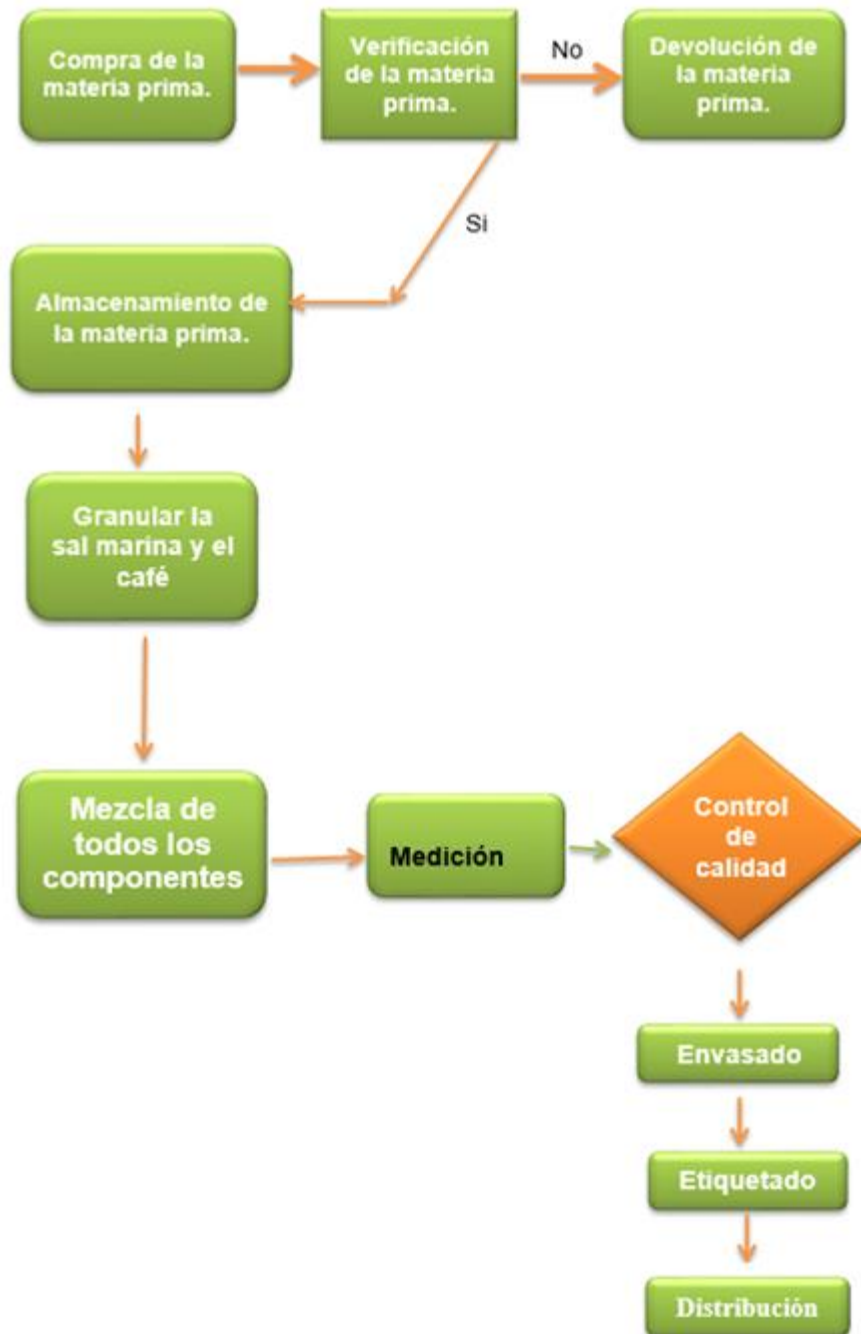 Compra de la
materia prima.
Verificación
de la materia
prima.
No
Devolución de
la materia
prima.
Si
Almacenamiento de
la materia prima.
Granular la
sal marina y el
café
Mezcla de
todos los
componentes
Medición
Control
de
calidad
Envasado
Etiquetado
Distribución